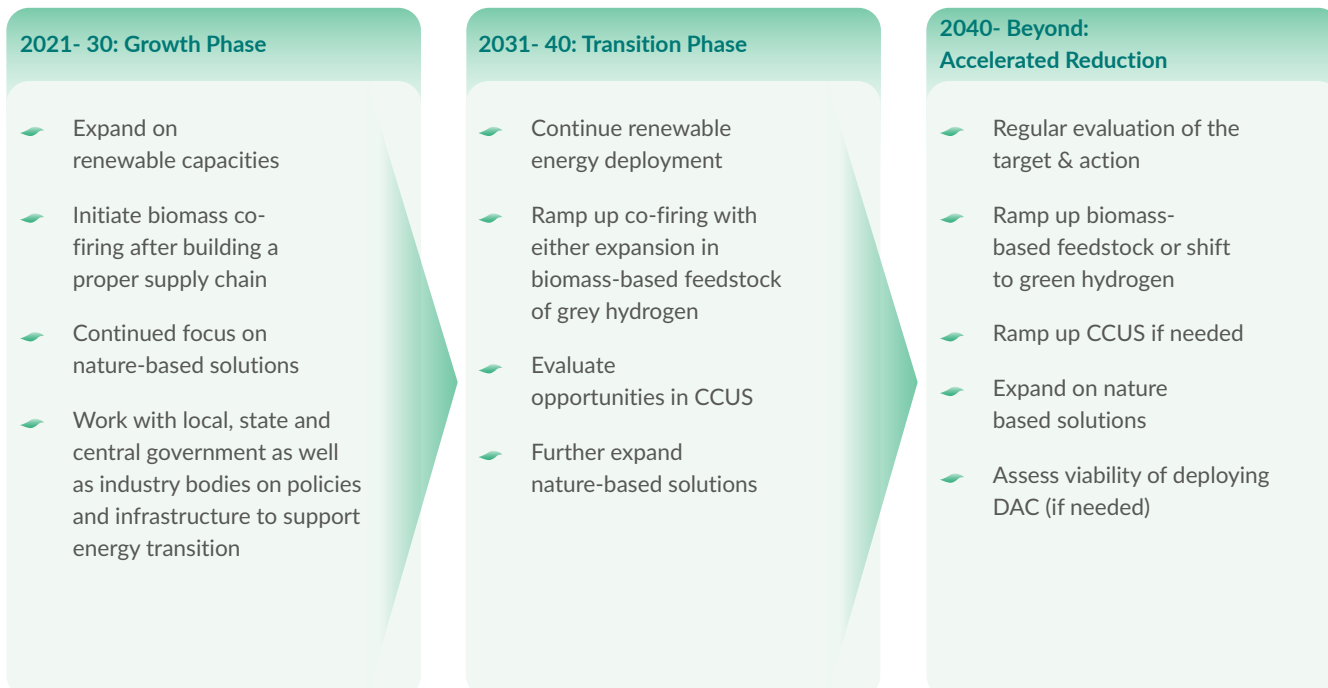 2021- 30: Growth Phase
Expand on
renewable capacities
Initiate biomass co-
firing after building a
proper supply chain
Continued focus on
nature-based solutions
Work with local, state and
central government as well
as industry bodies on policies
and infrastructure to support
energy transition
2031- 40: Transition Phase
Continue renewable
energy deployment
Ramp up co-firing with
either expansion in
biomass-based feedstock
of grey hydrogen
Evaluate
opportunities in CCUS
Further expand
nature-based solutions
2040- Beyond:
Accelerated Reduction
Regular evaluation of the
target & action
Ramp up biomass-
based feedstock or shift
to green hydrogen
Ramp up CCUS if needed
Expand on nature
based solutions
Assess viability of deploying
DAC (if needed)